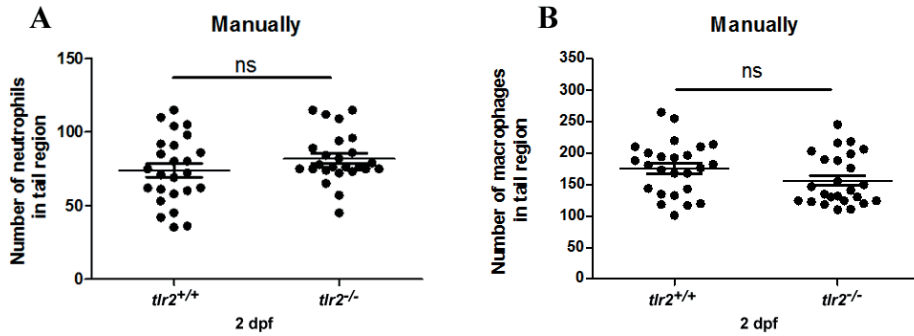 A
Manually
Number of neutrophils
in tail region
150
100
50
0
ns
tlr2+/+
tlr2-/-
2 dpf
B
Manually
Number of macrophages
in tail region
350
300
250
200
150
100
50
0
ns
tlr2+/+
tlr2-/-
2 dpf